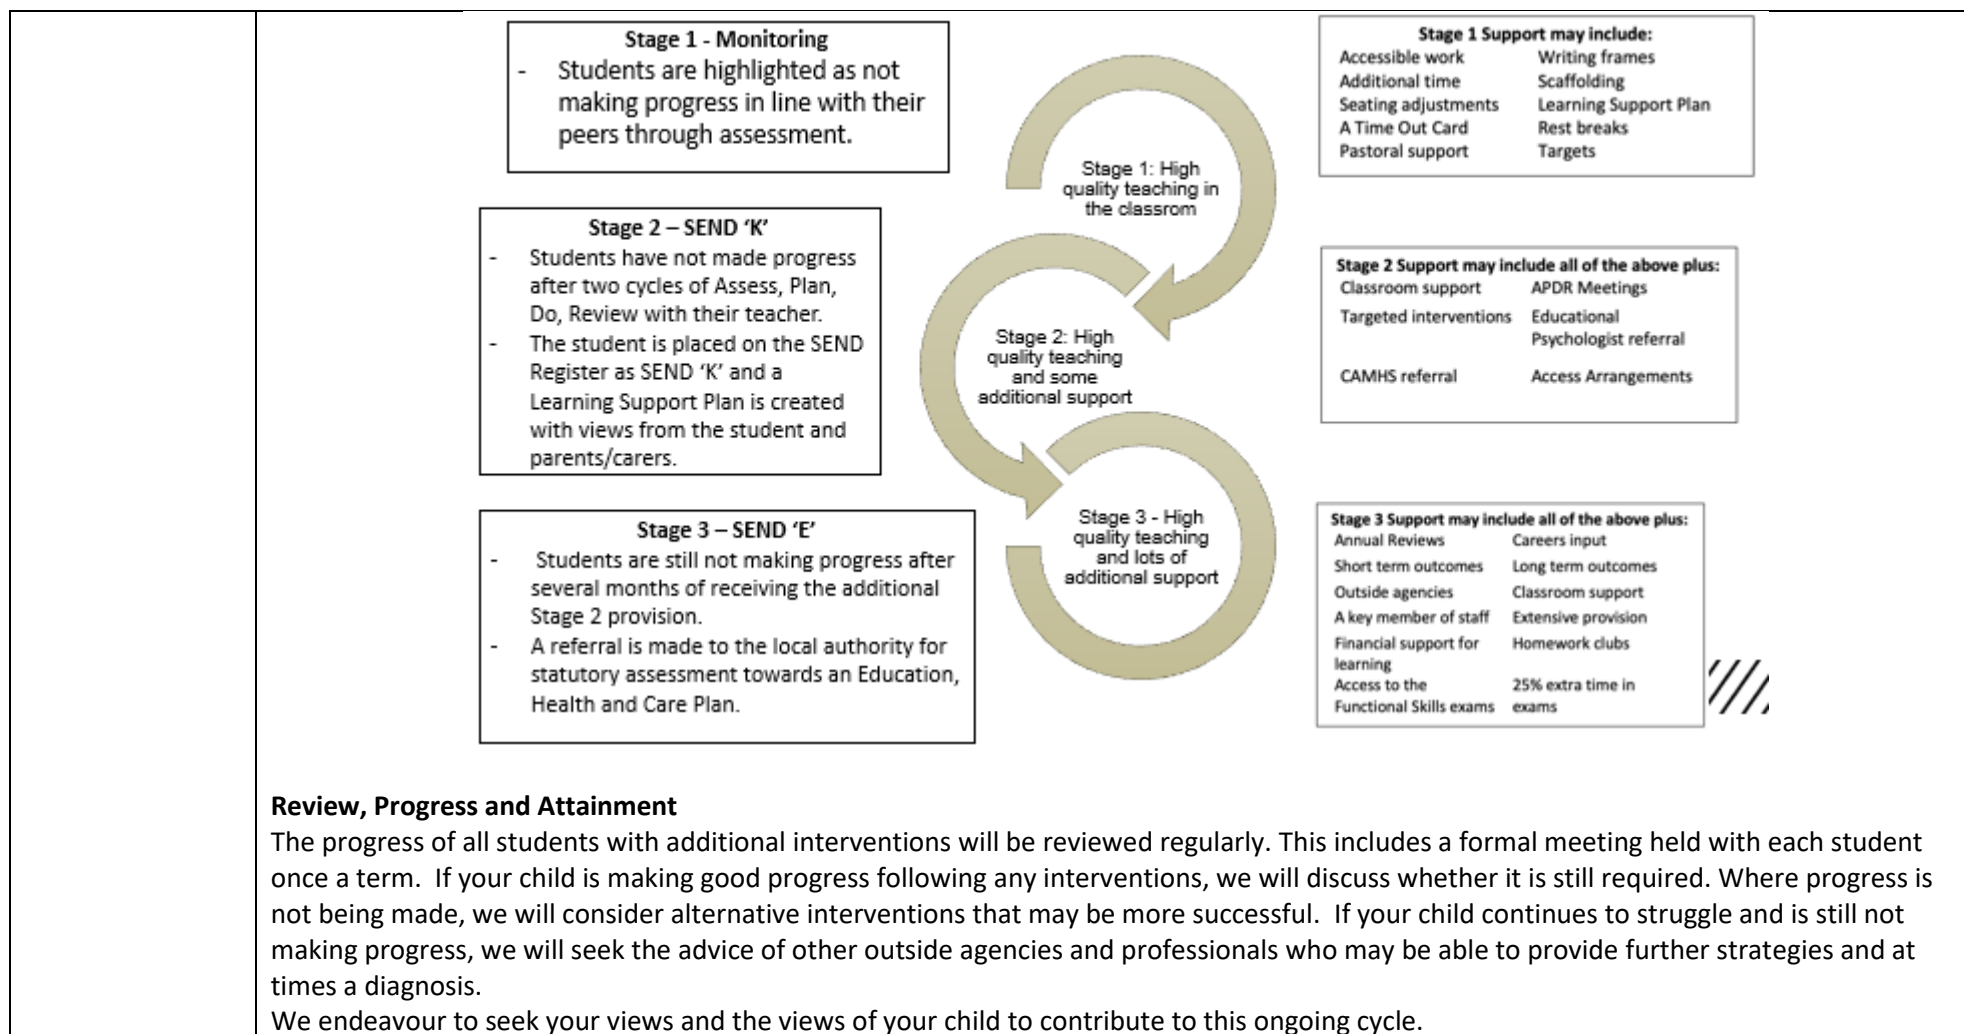 Stage 1 - Monitoring
- Students are highlighted as not
making progress in line with their
peers through assessment.
Stage 2 – SEND ‘K’
- Students have not made progress
after two cycles of Assess, Plan,
Do, Review with their teacher.
- The student is placed on the SEND
Register as SEND ‘K’ and a
Learning Support Plan is created
with views from the student and
parents/carers.
Stage 3 – SEND ‘E’
- Students are still not making progress after
several months of receiving the additional
Stage 2 provision.
- A referral is made to the local authority for
statutory assessment towards an Education,
Health and Care Plan.
Stage 1: High
quality teaching in
the classrom
Stage 2: High
quality teaching
and some
additional support
Stage 3 - High
quality teaching
and lots of
additional support
Stage 1 Support may include:
Accessible work Writing frames
Additional time Scaffolding
Seating adjustments Learning Support Plan
A Time Out Card Rest breaks
Pastoral support Targets
Stage 2 Support may include all of the above plus:
Classroom support APDR Meetings
Targeted interventions Educational
Psychologist referral
CAMHS referral Access Arrangements
Stage 3 Support may include all of the above plus:
Annual Reviews Careers input
Short term outcomes Long term outcomes
Outside agencies Classroom support
A key member of staff Extensive provision
Financial support for Homework clubs
learning
Access to the 25% extra time in
Functional Skills exams exams
Review, Progress and Attainment
The progress of all students with additional interventions will be reviewed regularly. This includes a formal meeting held with each student
once a term.  If your child is making good progress following any interventions, we will discuss whether it is still required. Where progress is
not being made, we will consider alternative interventions that may be more successful.  If your child continues to struggle and is still not
making progress, we will seek the advice of other outside agencies and professionals who may be able to provide further strategies and at
times a diagnosis.
We endeavour to seek your views and the views of your child to contribute to this ongoing cycle.